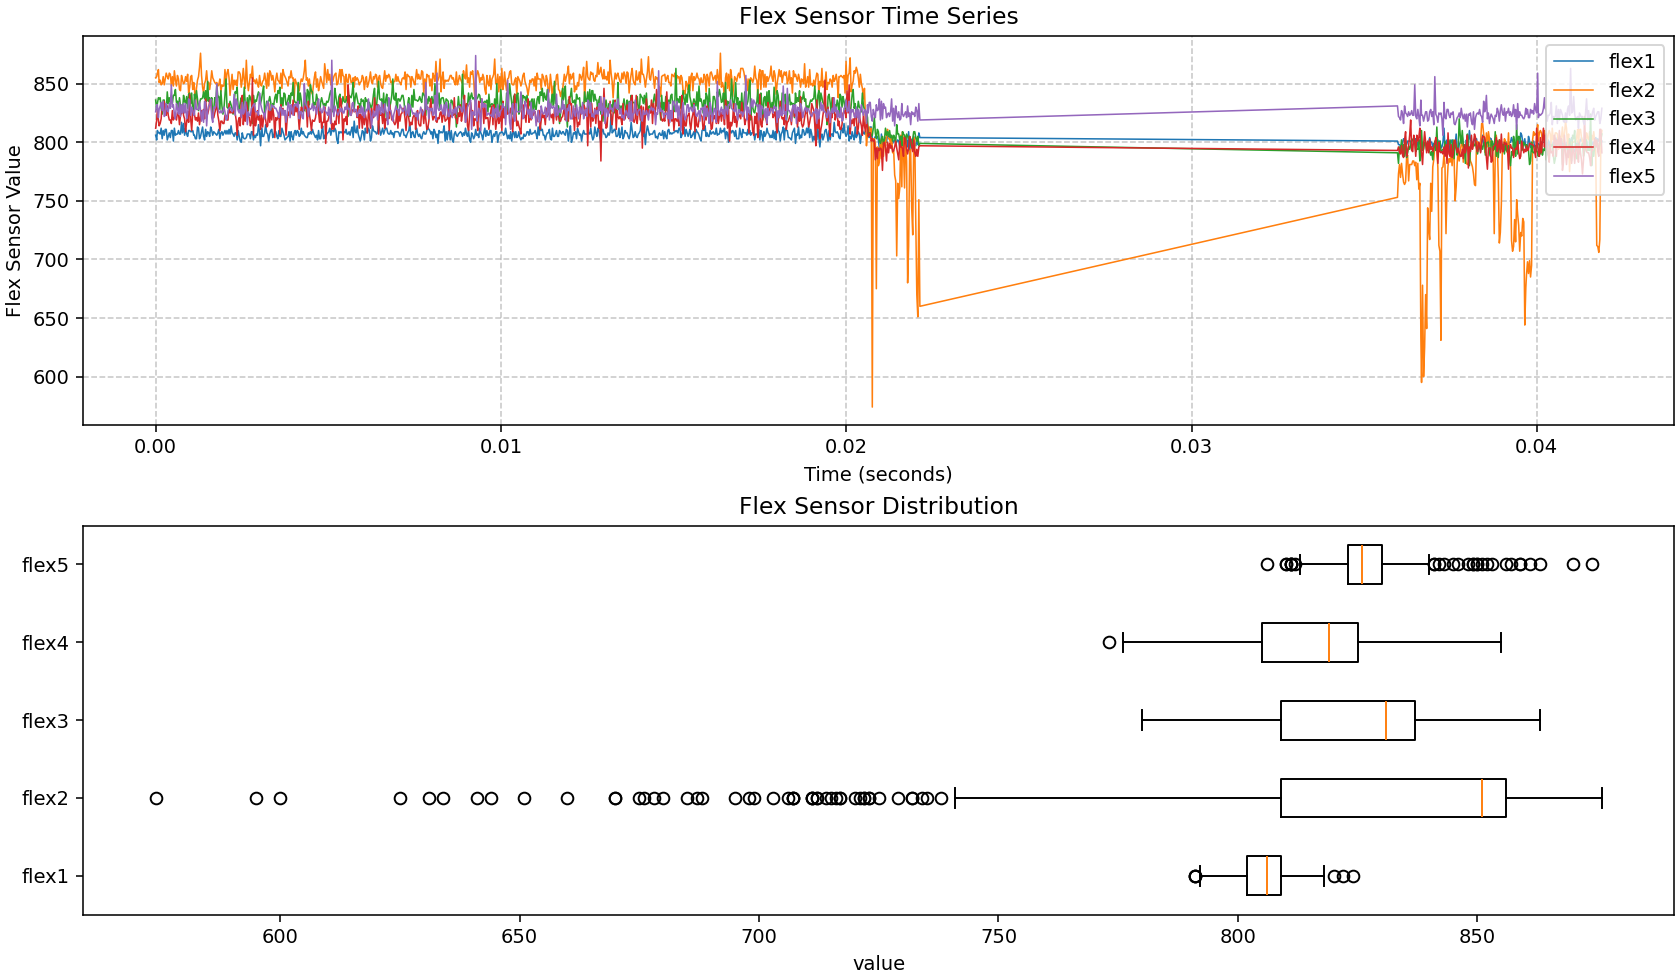 Flex Sensor Time Series
Flex Sensor Value
850
800
750
700
650
600
flex1
flex2
flex3
flex4
flex5
0.00 0.01 0.02 0.03 0.04
Time (seconds)
Flex Sensor Distribution
flex5
flex4
flex3
flex2
flex1
600 650 700 750 800 850
value